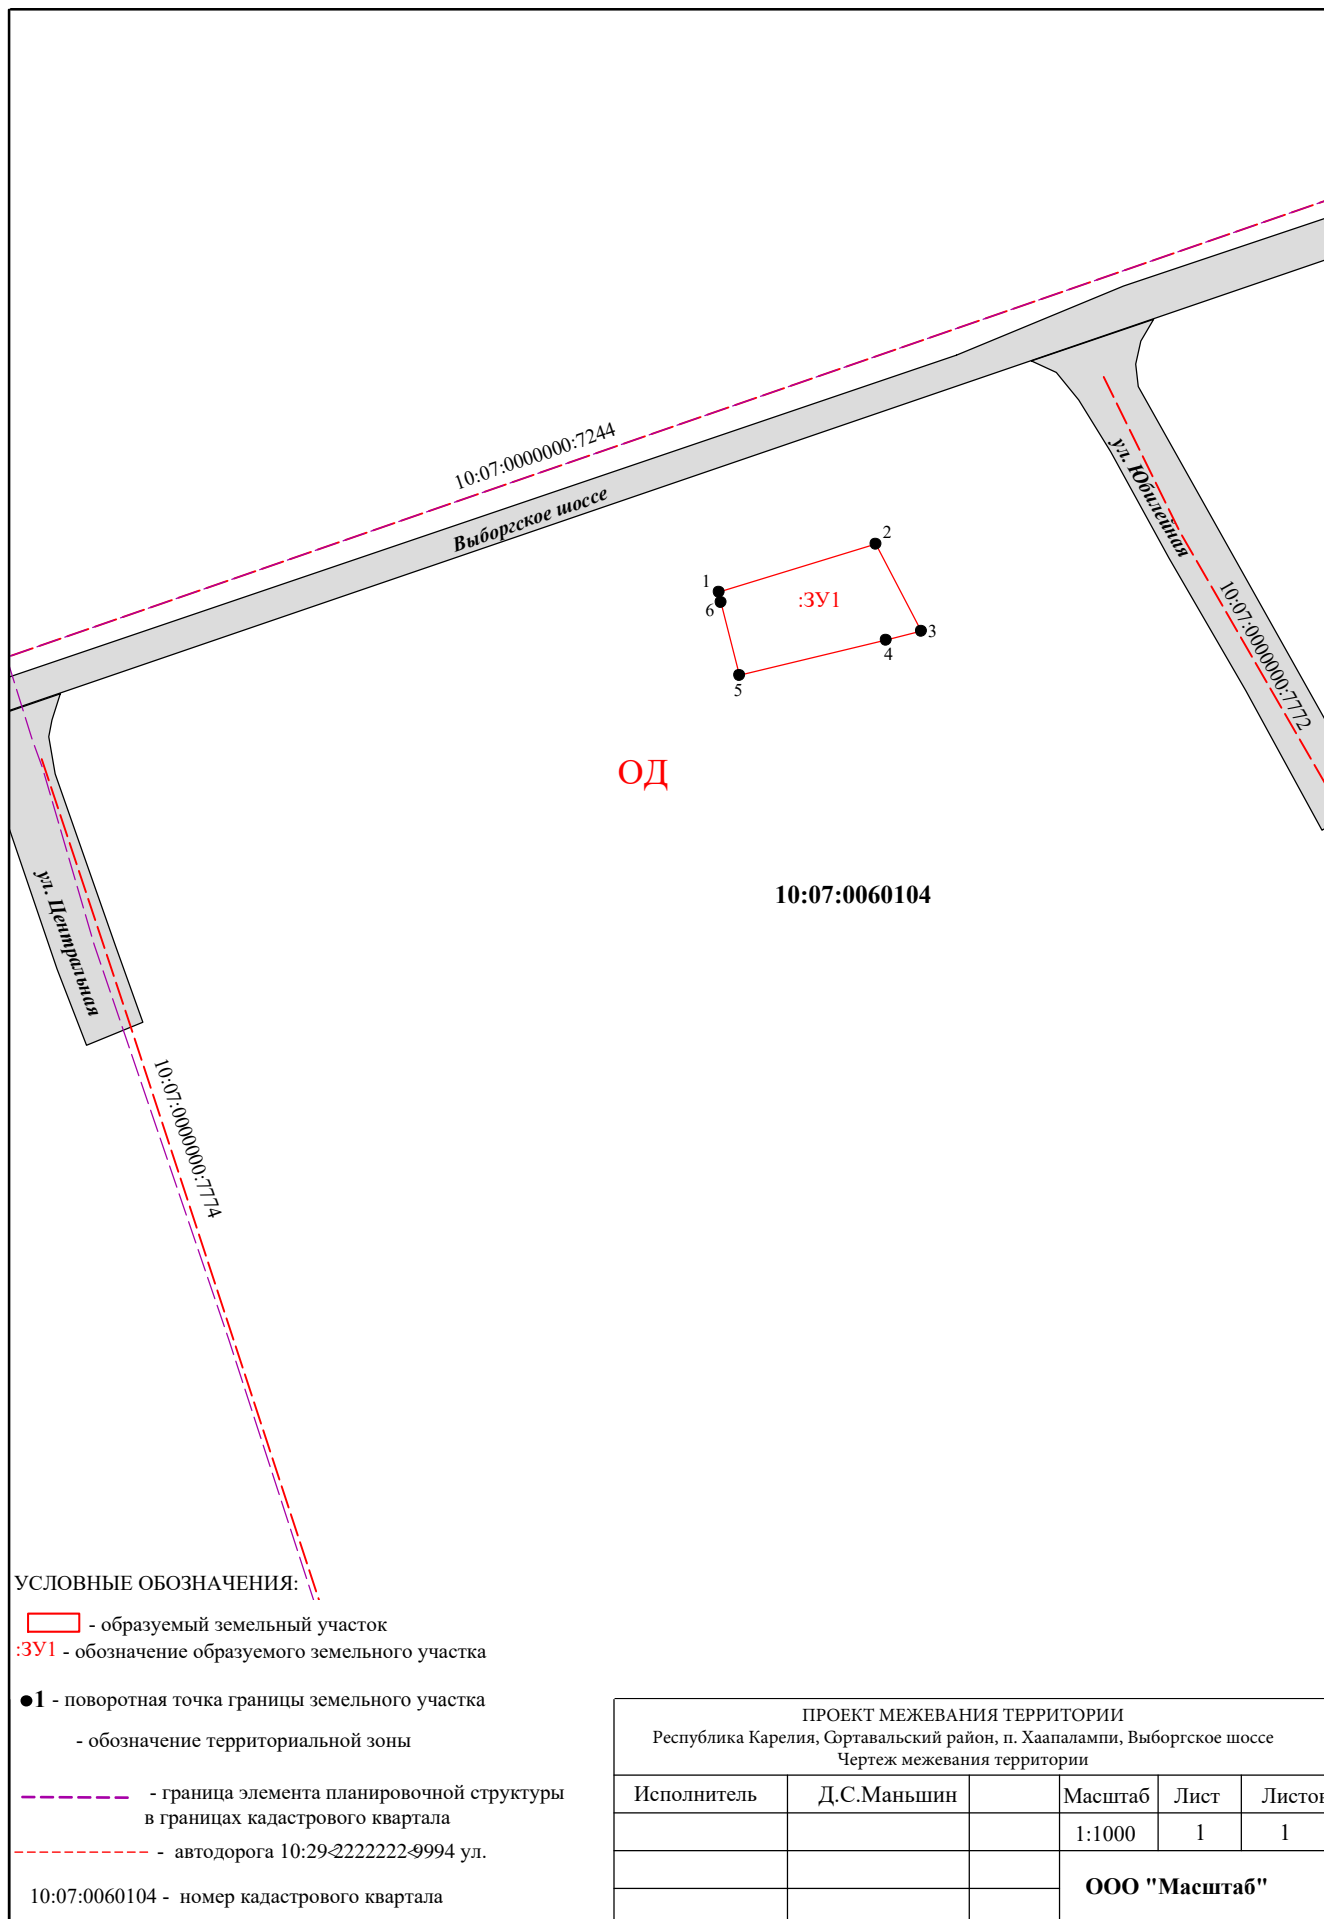 10:07:0000000:7244
Выборгское шоссе
ул. Юбилейная
10:07:0000000:7772
1
2
3
4
5
6
:ЗУ1
ОД
10:07:0060104
ул. Центральная
10:07:0000000:7774
УСЛОВНЫЕ ОБОЗНАЧЕНИЯ:
- образуемый земельный участок
:ЗУ1 - обозначение образуемого земельного участка
1 - поворотная точка границы земельного участка
- обозначение территориальной зоны
- граница элемента планировочной структуры
в границах кадастрового квартала
- автодорога 10:29<2222222<9994 ул.
10:07:0060104 - номер кадастрового квартала
ПРОЕКТ МЕЖЕВАНИЯ ТЕРРИТОРИИ
Республика Карелия, Сортавальский район, п. Хаапалампи, Выборгское шоссе
Чертеж межевания территории
Исполнитель Д.С.Маньшин Масштаб Лист Листов
1:1000 1 1
ООО "Масштаб"